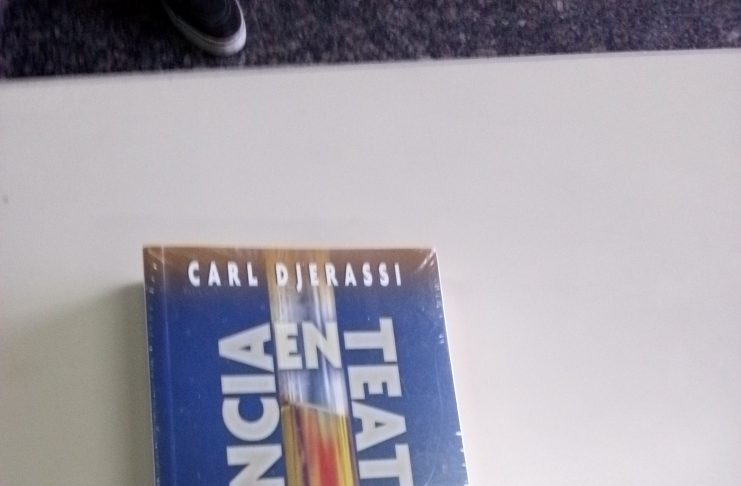 CARL DJERASSI
NCIA
EN
TEAT